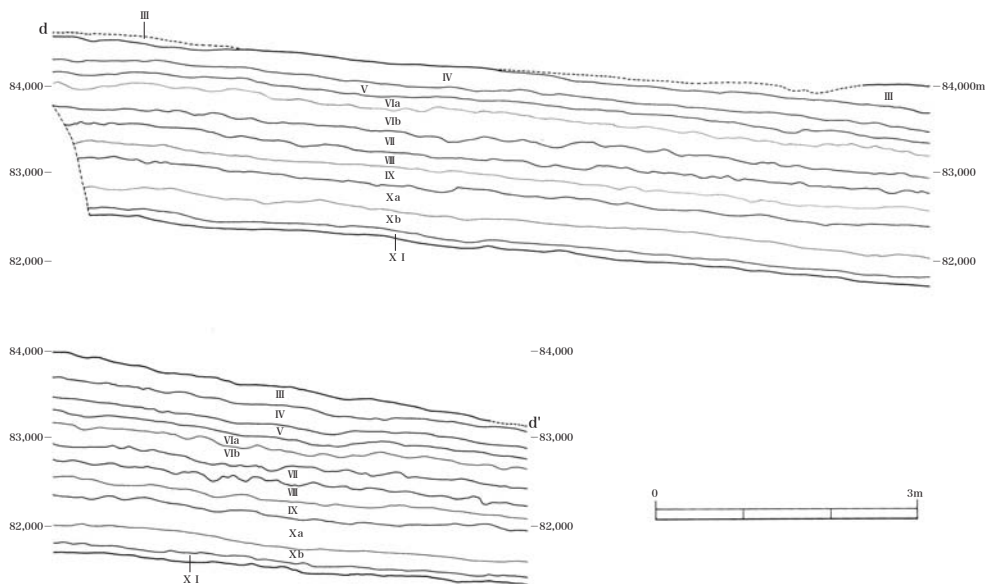 d
III
84,000
IV
84,000m
V
III
VIa
VIb
VII
VIII
83,000
IX
83,000
Xa
Xb
82,000
XI
82,000
84,000
84,000
III
IV
d'
V
83,000
VIa
83,000
VIb
VII
VIII
0
3m
IX
82,000
82,000
Xa
Xb
XI